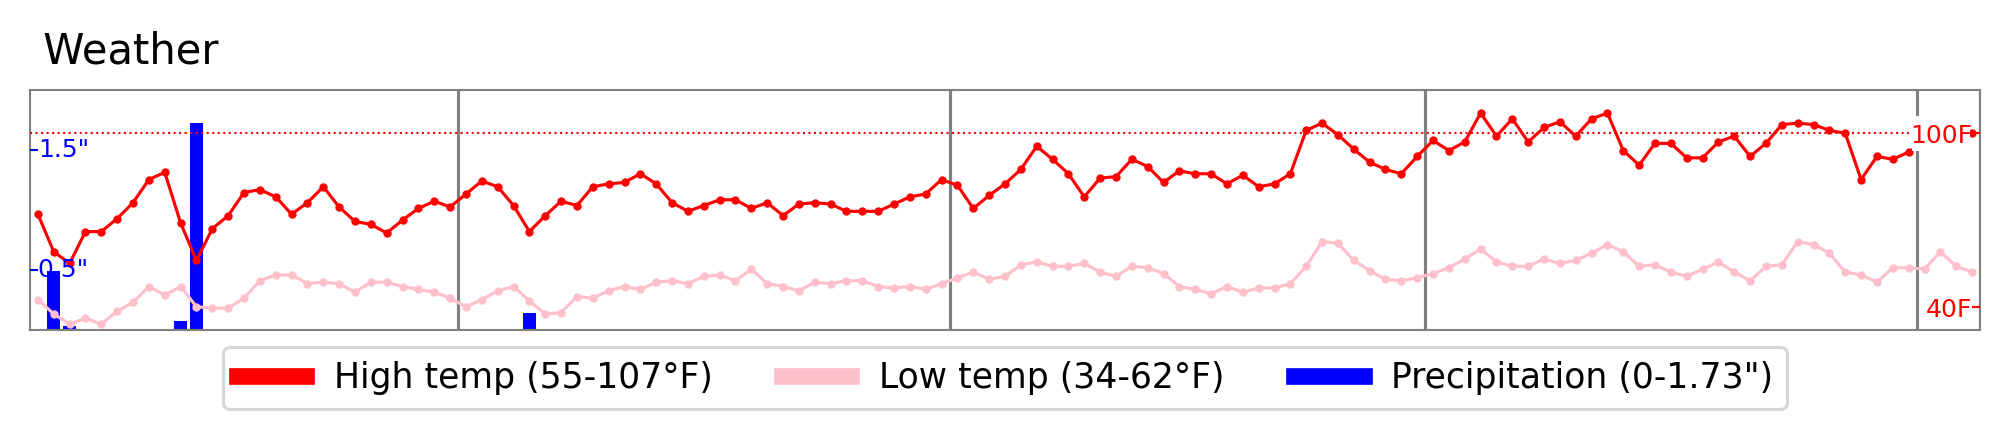 Weather
1.5"
100F
0.5"
40F
High temp (55-107°F) Low temp (34-62°F) Precipitation (0-1.73")